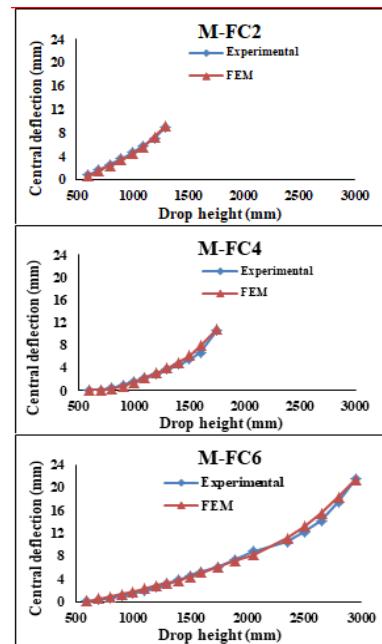 M-FC2
Central deflection (mm)
24
20
16
12
8
4
0
Experimental
FEM
500 1000 1500 2000 2500 3000
Drop height (mm)
M-FC4
Central deflection (mm)
24
20
16
12
8
4
0
Experimental
FEM
500 1000 1500 2000 2500 3000
Drop height (mm)
M-FC6
Central deflection (mm)
24
20
16
12
8
4
0
Experimental
FEM
500 1000 1500 2000 2500 3000
Drop height (mm)